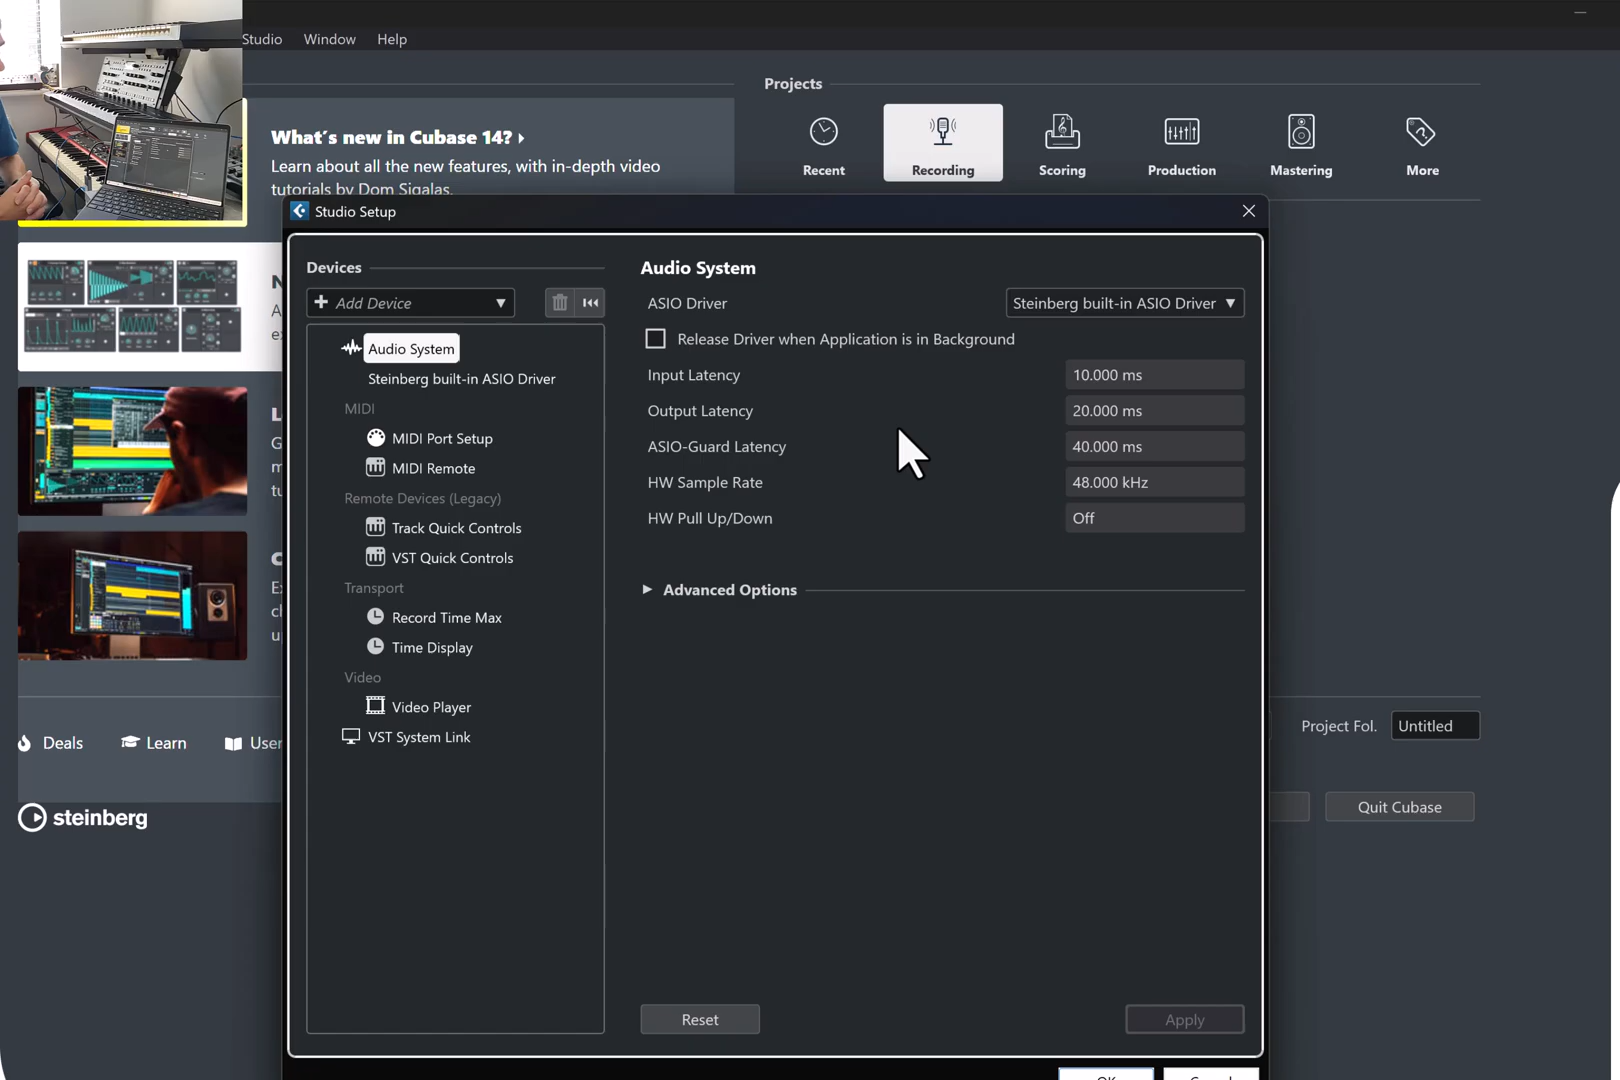 Studio Window Help
Projects
What's new in Cubase 14?
Learn about all the new features, with in-depth video
tutorials by Dom Sigalas.
Recent
Recording
Scoring
Production
Mastering
More
Studio Setup
Devices
Add Device
Audio System
Steinberg built-in ASIO Driver
MIDI
MIDI Port Setup
MIDI Remote
Remote Devices (Legacy)
Track Quick Controls
VST Quick Controls
Transport
Record Time Max
Time Display
Video
Video Player
VST System Link
Audio System
ASIO Driver Steinberg built-in ASIO Driver
Release Driver when Application is in Background
Input Latency 10.000 ms
Output Latency 20.000 ms
ASIO-Guard Latency 40.000 ms
HW Sample Rate 48.000 kHz
HW Pull Up/Down Off
Advanced Options
Reset
Apply
Deals Learn User
steinberg
Project Fol. Untitled
Quit Cubase